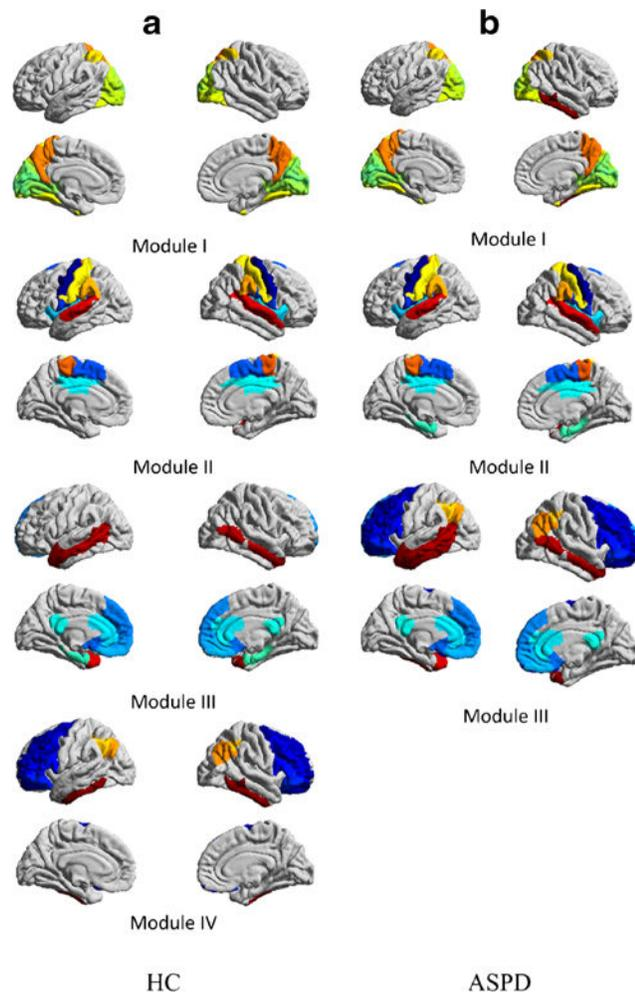 a b
Module I Module I
Module II Module II
Module III Module III
Module IV
HC ASPD